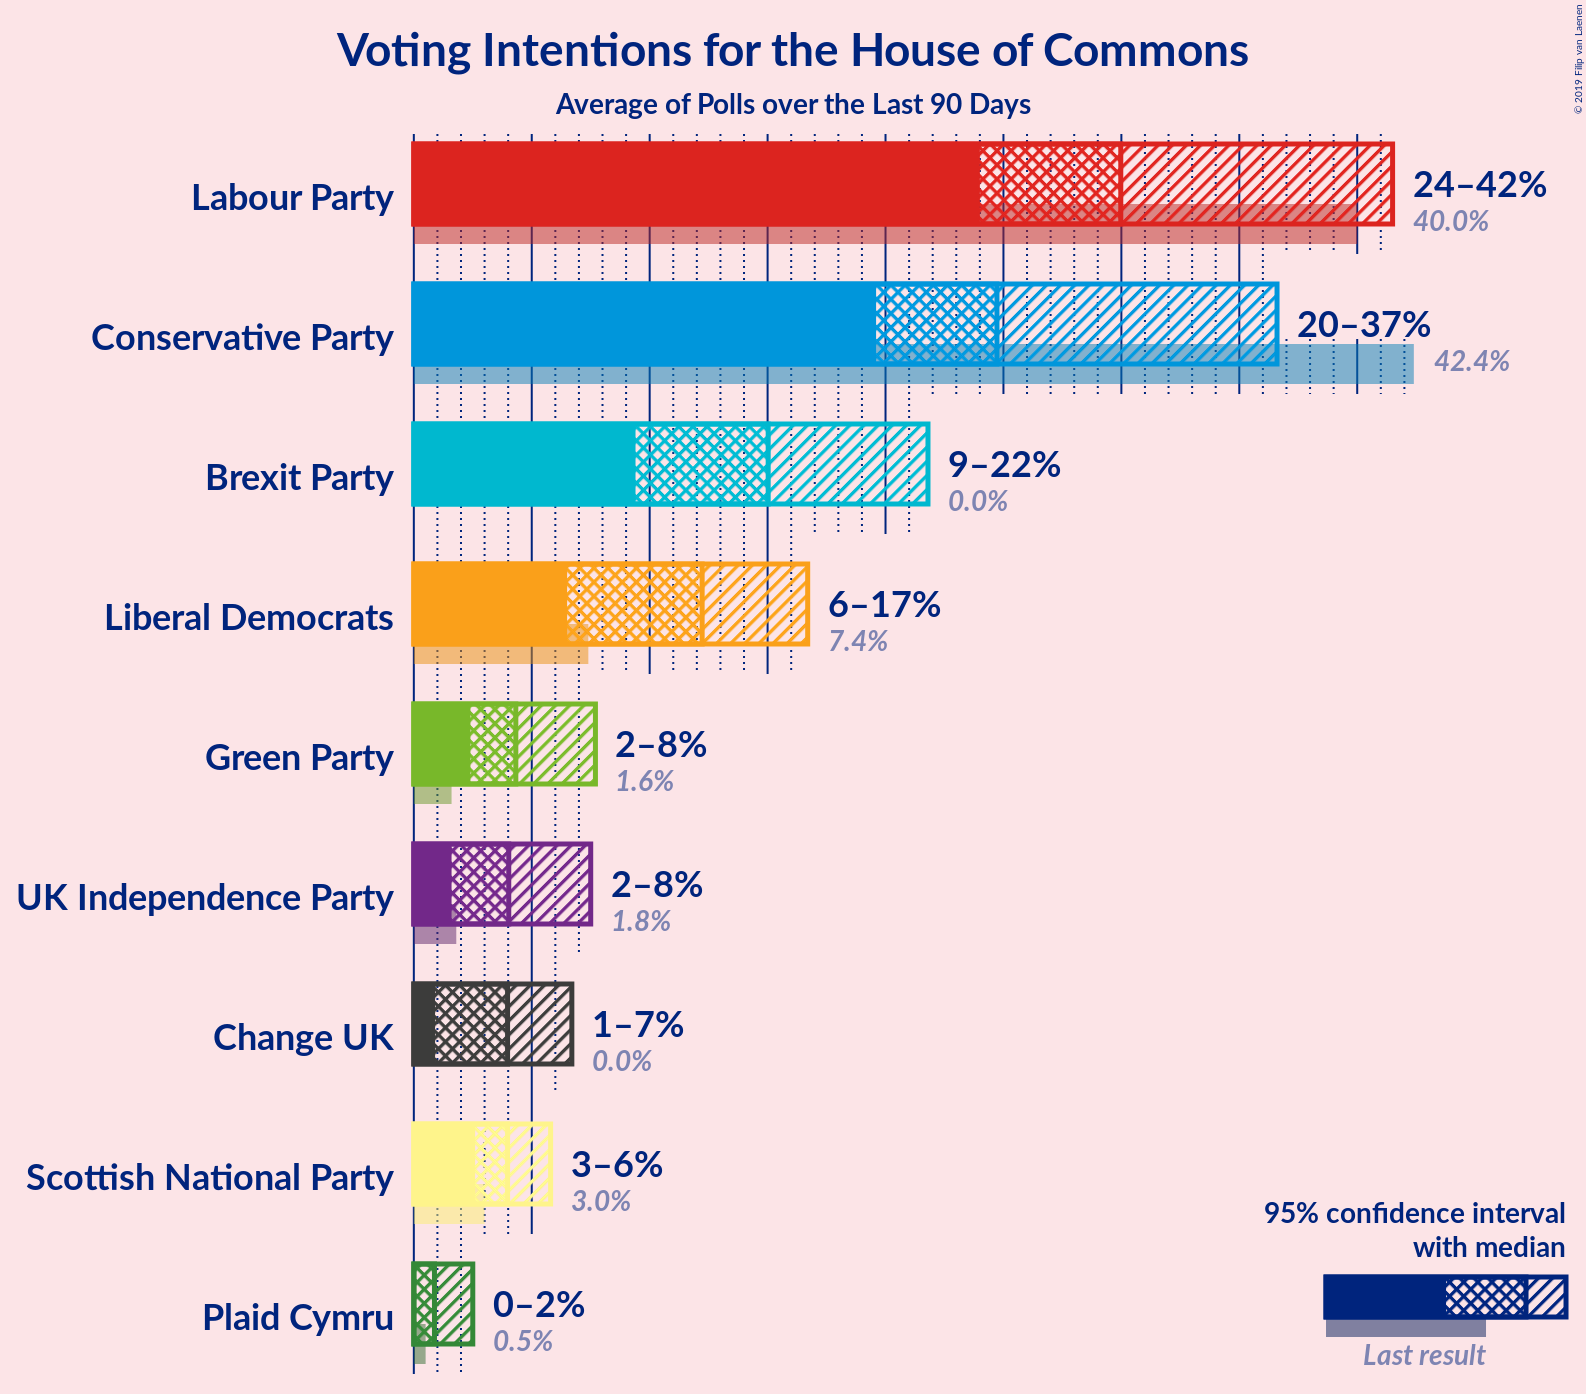 Voting Intentions for the House of Commons
Average of Polls over the Last 90 Days
© 2019 Filip van Laenen
Labour Party
24–42%
40.0%
Conservative Party
20–37%
42.4%
Brexit Party
9–22%
0.0%
Liberal Democrats
6–17%
7.4%
Green Party
2–8%
1.6%
UK Independence Party
2–8%
1.8%
Change UK
1–7%
0.0%
Scottish National Party
3–6%
3.0%
Plaid Cymru
0–2%
0.5%
95% confidence interval
with median
Last result